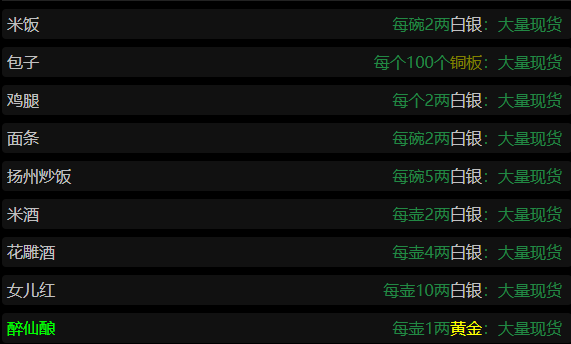 米饭 每碗2两白银：大量现货
包子 每个100个铜板：大量现货
鸡腿 每个2两白银：大量现货
面条 每碗2两白银：大量现货
扬州炒饭 每碗5两白银：大量现货
米酒 每壶2两白银：大量现货
花雕酒 每壶4两白银：大量现货
女儿红 每壶10两白银：大量现货
醉仙酿 每壶1两黄金：大量现货